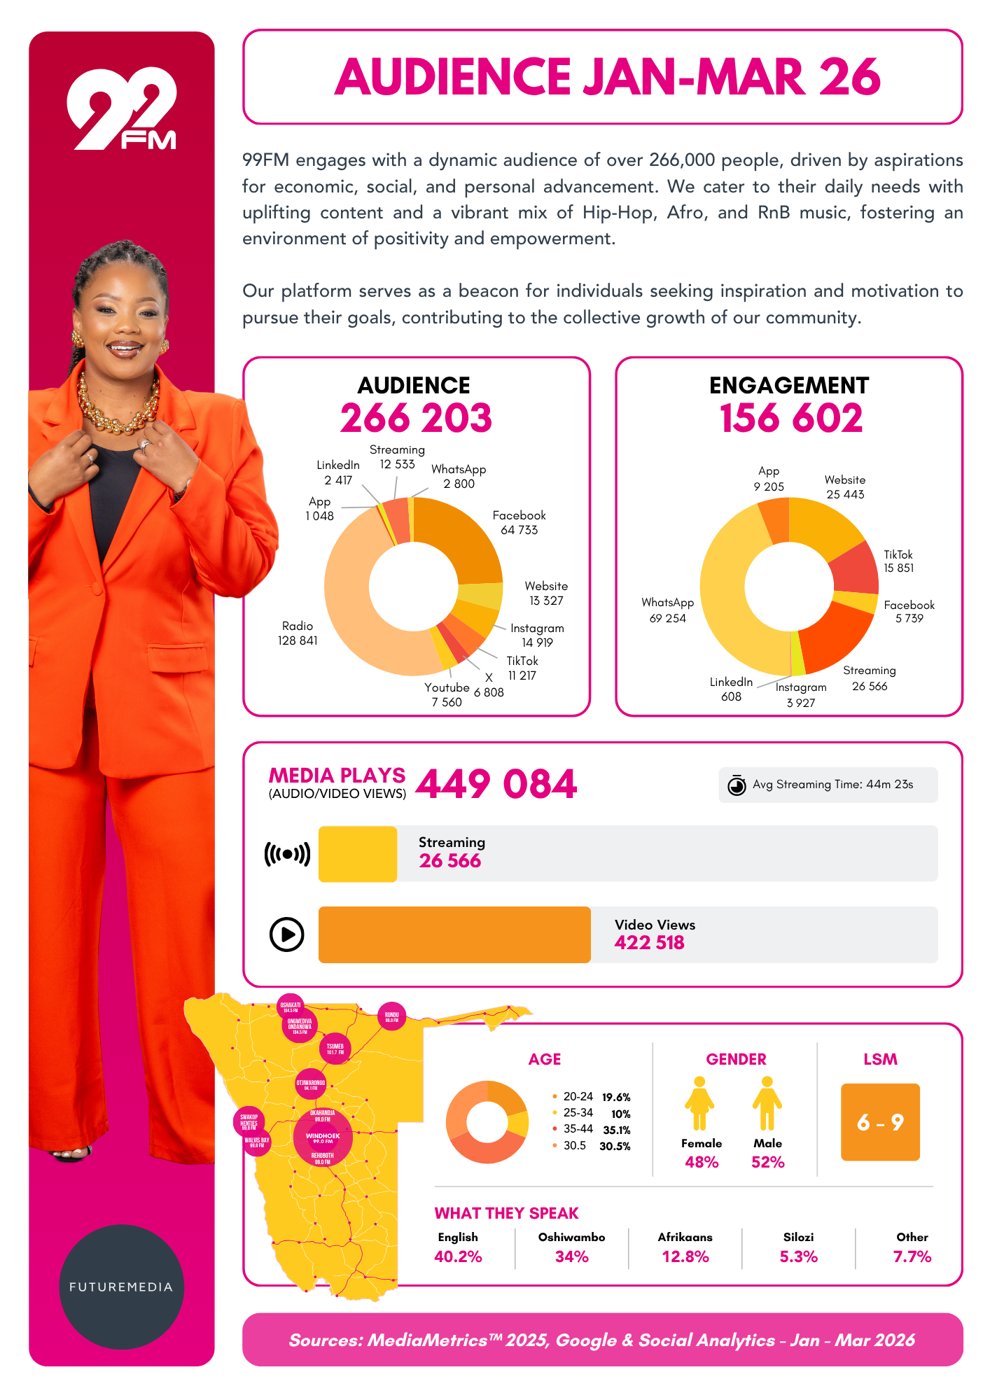 99
FM
AUDIENCE JAN-MAR 26
99FM engages with a dynamic audience of over 266,000 people, driven by aspirations
for economic, social, and personal advancement. We cater to their daily needs with
uplifting content and a vibrant mix of Hip-Hop, Afro, and RnB music, fostering an
environment of positivity and empowerment.
Our platform serves as a beacon for individuals seeking inspiration and motivation to
pursue their goals, contributing to the collective growth of our community.
AUDIENCE
266 203
Streaming
12 533
LinkedIn
2 417
WhatsApp
2 800
App
1 048
Facebook
64 733
Website
13 327
Instagram
14 919
TikTok
11 217
X
6 808
Youtube
7 560
Radio
128 841
ENGAGEMENT
156 602
App
9 205
Website
25 443
TikTok
15 851
Facebook
5 739
Streaming
26 566
Instagram
3 927
LinkedIn
608
WhatsApp
69 254
MEDIA PLAYS
(AUDIO/VIDEO VIEWS)
449 084
Avg Streaming Time: 44m 23s
Streaming
26 566
Video Views
422 518
OSHAKATI
ONGWEDIVA
ONDANGWA
RUNDU
TSUMEB
OTJIWARONGO
OKAHANDJA
99.0 FM
WINDHOEK
99.0 FM
REHOBOTH
99.0 FM
SWAKOP
WALVIS BAY
AGE
20-24 19.6%
25-34 10%
35-44 35.1%
30.5 30.5%
GENDER
Female
48%
Male
52%
LSM
6 - 9
WHAT THEY SPEAK
English
40.2%
Oshiwambo
34%
Afrikaans
12.8%
Silozi
5.3%
Other
7.7%
FUTUREMEDIA
Sources: MediaMetrics™ 2025, Google & Social Analytics - Jan - Mar 2026